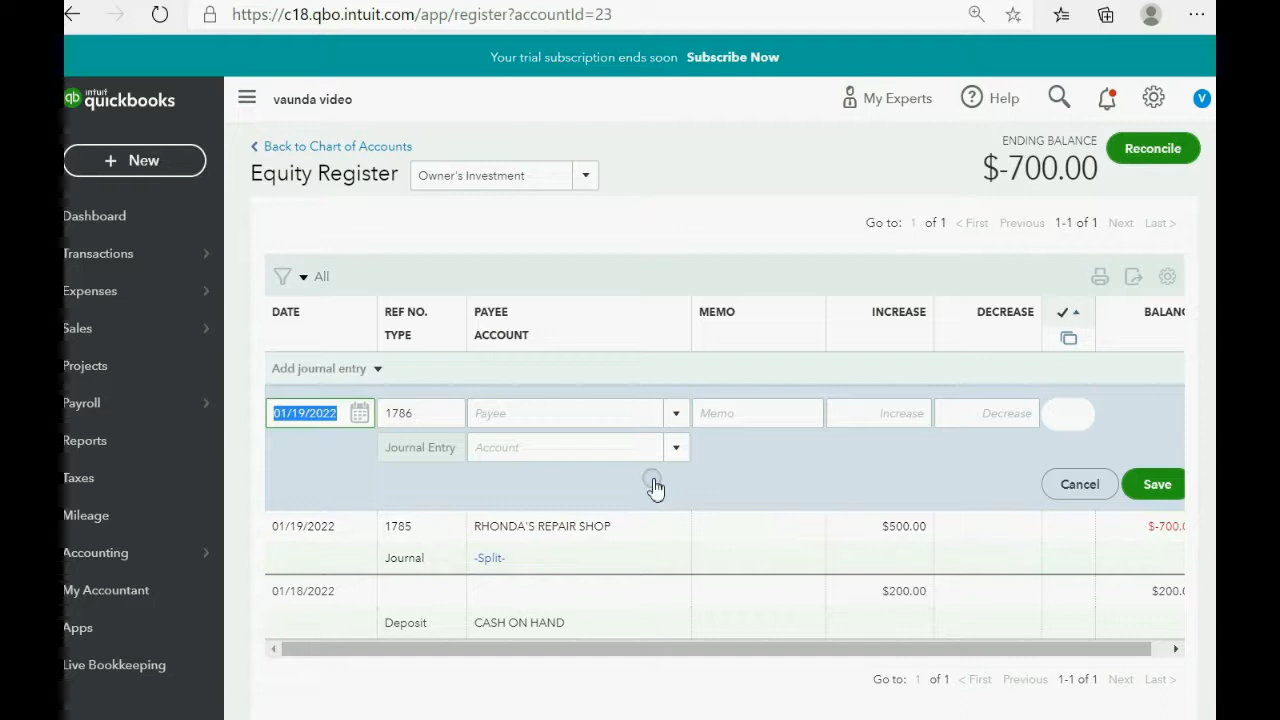 https://c18.qbo.intuit.com/app/register?accountId=23
Your trial subscription ends soon Subscribe Now
qb intuit quickbooks
vaunda video
My Experts
Help
V
+ New
Back to Chart of Accounts
ENDING BALANCE
Equity Register
Owner's Investment
$-700.00
Reconcile
Dashboard
Transactions
Expenses
Sales
Projects
Payroll
Reports
Taxes
Mileage
Accounting
My Accountant
Apps
Live Bookkeeping
Go to: 1 of 1 < First Previous 1-1 of 1 Next Last >
All
DATE REF NO. PAYEE MEMO INCREASE DECREASE BALANC
TYPE ACCOUNT
Add journal entry
01/19/2022 1786 Payee Memo Increase Decrease
Journal Entry Account
Cancel Save
01/19/2022 1785 RHONDA'S REPAIR SHOP $500.00 $-700.0
Journal -Split-
01/18/2022 $200.00 $200.0
Deposit CASH ON HAND
Go to: 1 of 1 < First Previous 1-1 of 1 Next Last >